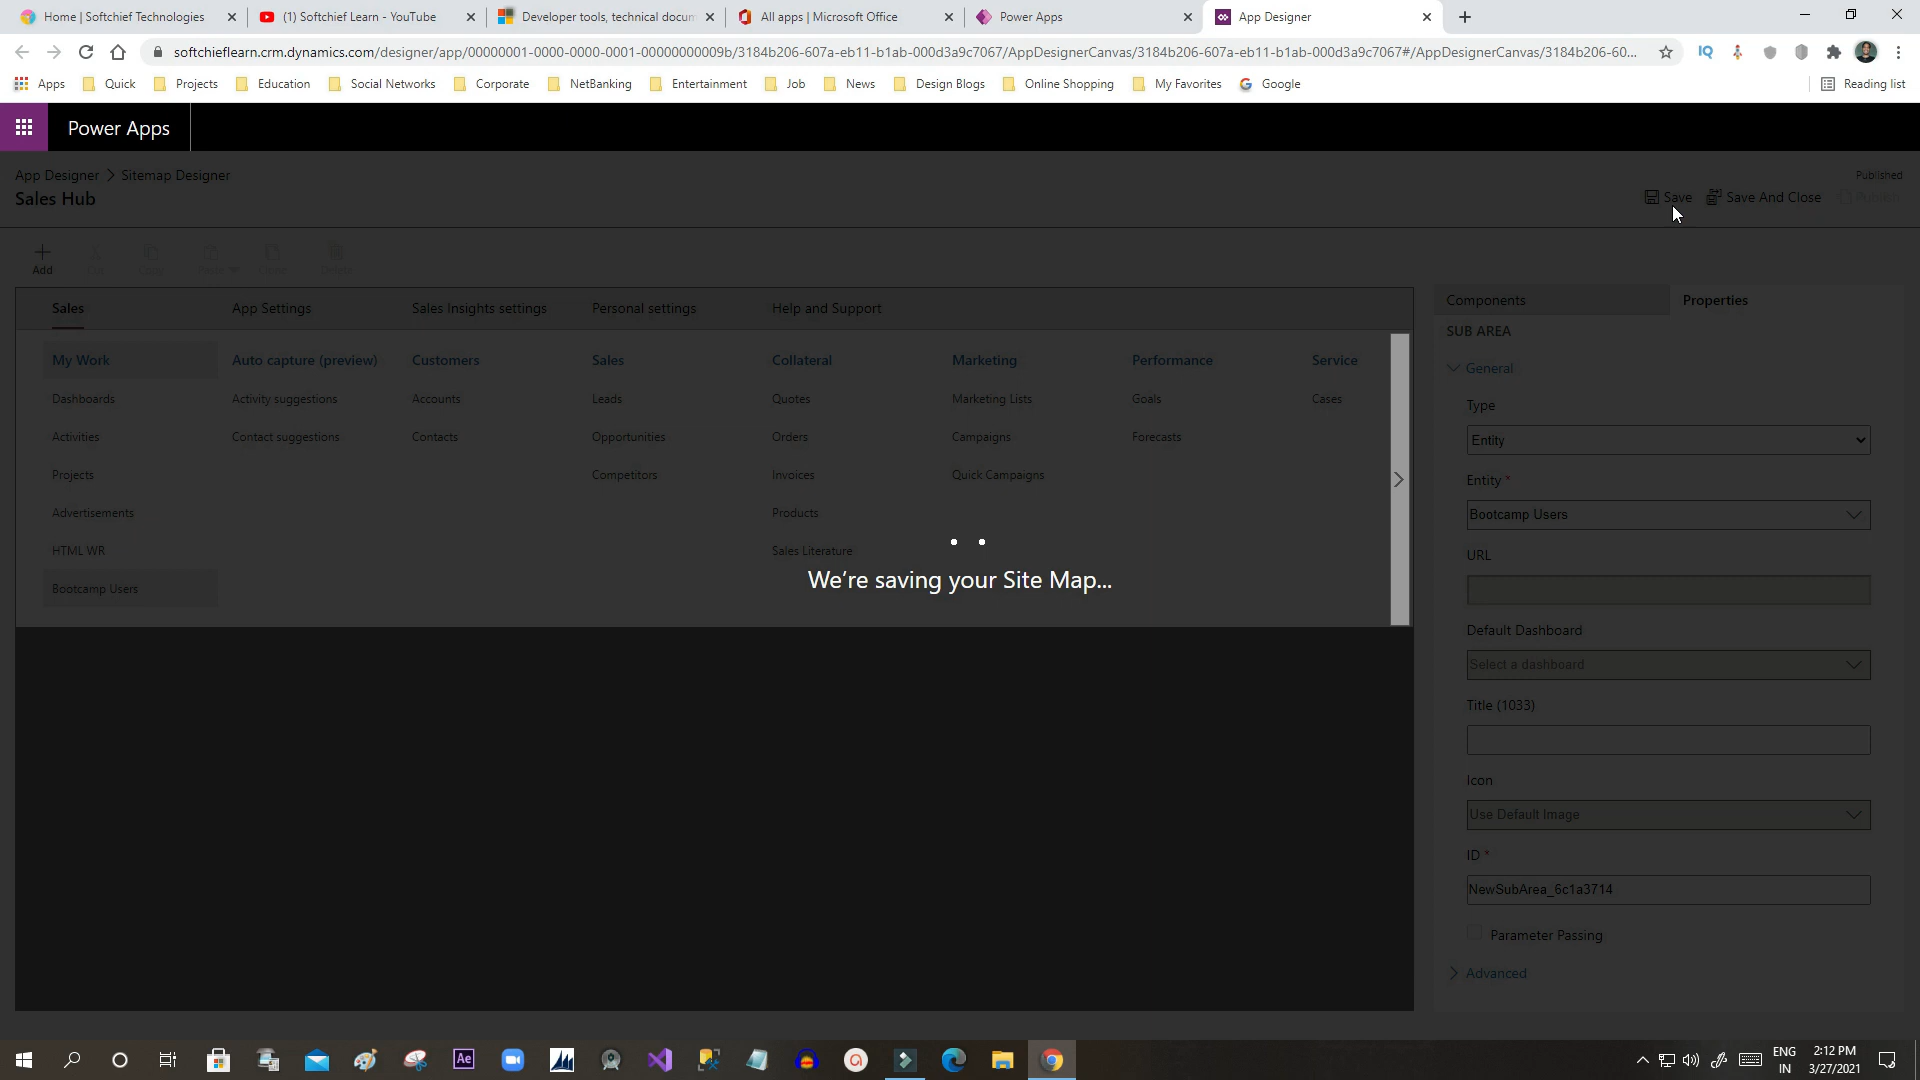 Home | Softchief Technologies
(1) Softchief Learn - YouTube
Developer tools, technical docum
All apps | Microsoft Office
Power Apps
App Designer
softchieflearn.crm.dynamics.com/designer/app/00000001-0000-0000-0001-00000000009b/3184b206-607a-eb11-b1ab-000d3a9c7067/AppDesignerCanvas/3184b206-607a-eb11-b1ab-000d3a9c7067#/AppDesignerCanvas/3184b206-60...
IQ
Apps
Quick
Projects
Education
Social Networks
Corporate
NetBanking
Entertainment
Job
News
Design Blogs
Online Shopping
My Favorites
Google
Reading list
Power Apps
App Designer > Sitemap Designer
Published
Sales Hub
Save
Save And Close
Publish
Add
Cut
Copy
Paste
Clone
Delete
Sales
App Settings
Sales Insights settings
Personal settings
Help and Support
My Work
Auto capture (preview)
Customers
Sales
Collateral
Marketing
Performance
Service
Dashboards
Activity suggestions
Accounts
Leads
Quotes
Marketing Lists
Goals
Cases
Activities
Contact suggestions
Contacts
Opportunities
Orders
Campaigns
Forecasts
Projects
Competitors
Invoices
Quick Campaigns
Advertisements
Products
HTML WR
Sales Literature
Bootcamp Users
We're saving your Site Map...
Components
Properties
SUB AREA
General
Type
Entity
Entity *
Bootcamp Users
URL
Default Dashboard
Select a dashboard
Title (1033)
Icon
Use Default Image
ID *
NewSubArea_6c1a3714
Parameter Passing
Advanced
Ae
ENG
IN
2:12 PM
3/27/2021